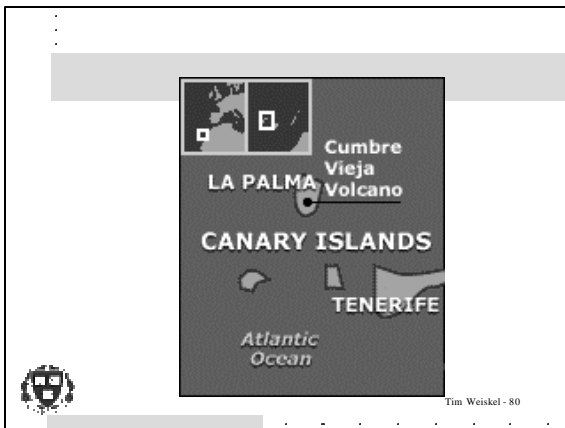 Cumbre
Vieja
LA PALMA Volcano
CANARY ISLANDS
TENERIFE
Atlantic
Ocean
Tim Weiskel - 80